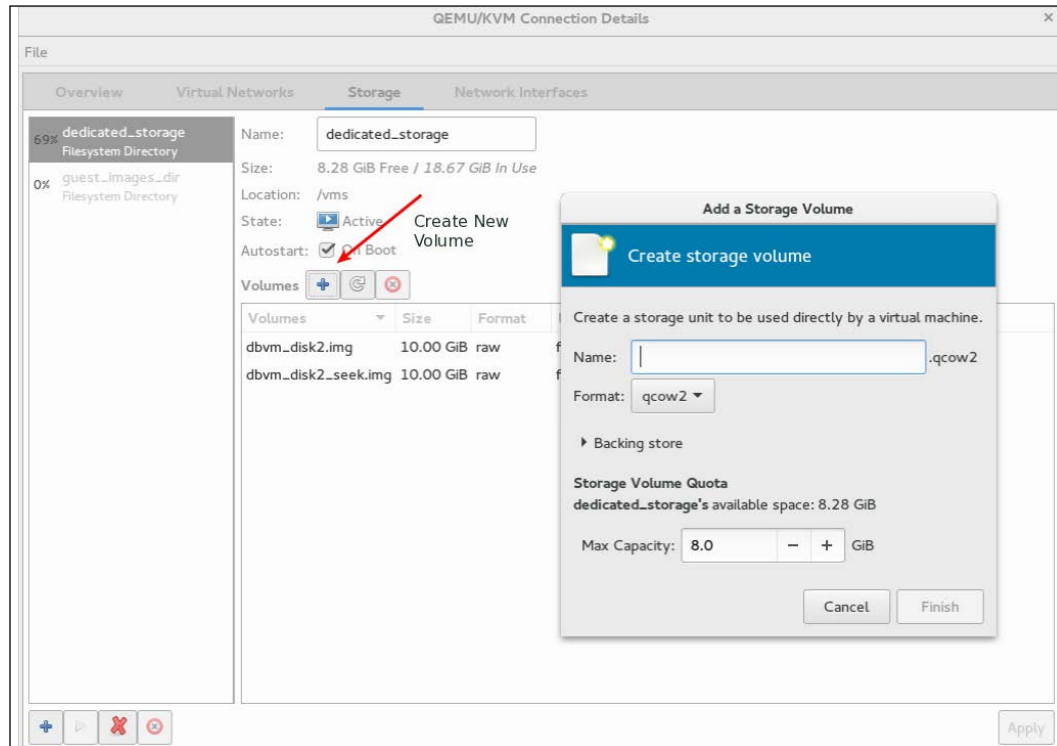 QEMU/KVM Connection Details
File
Overview Virtual Networks Storage Network Interfaces
69% dedicated_storage
Filesystem Directory
0% guest_images_dir
Filesystem Directory
Name: dedicated_storage
Size: 8.28 GiB Free / 18.67 GiB In Use
Location: /vms
State: Active
Autostart: On Boot
Create New
Volume
Volumes
Volumes Size Format
dbvm_disk2.img 10.00 GiB raw
dbvm_disk2_seek.img 10.00 GiB raw
Add a Storage Volume
Create storage volume
Create a storage unit to be used directly by a virtual machine.
Name: .qcow2
Format: qcow2
Backing store
Storage Volume Quota
dedicated_storage's available space: 8.28 GiB
Max Capacity: 8.0 − + GiB
Cancel Finish
Apply